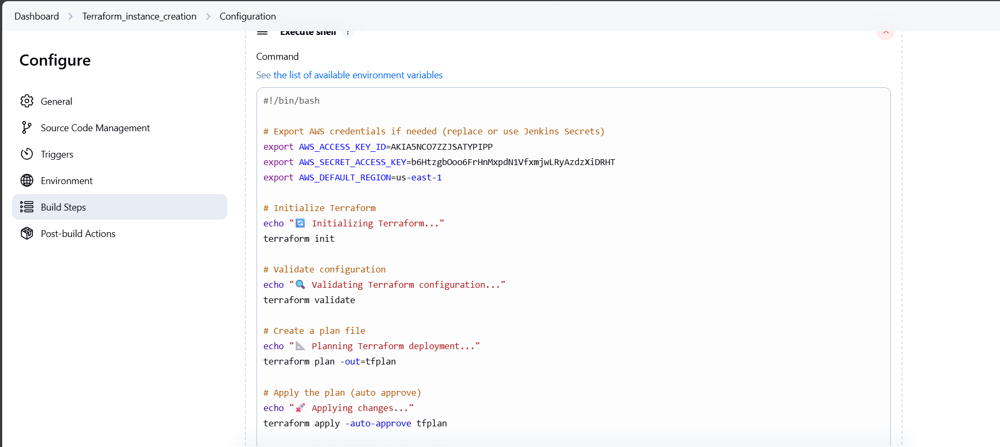 Dashboard > Terraform_instance_creation > Configuration
Configure
General
Source Code Management
Triggers
Environment
Build Steps
Post-build Actions
Execute shell
Command
See the list of available environment variables
#!/bin/bash
# Export AWS credentials if needed (replace or use Jenkins Secrets)
export AWS_ACCESS_KEY_ID=AKIA5NCO7ZZJSATYPIPP
export AWS_SECRET_ACCESS_KEY=b6HtzgbOoo6FrHnMxpdN1VfxmjwLRyAzdzXiDRHT
export AWS_DEFAULT_REGION=us-east-1
# Initialize Terraform
echo "🔄 Initializing Terraform..."
terraform init
# Validate configuration
echo "🔍 Validating Terraform configuration..."
terraform validate
# Create a plan file
echo "📐 Planning Terraform deployment..."
terraform plan -out=tfplan
# Apply the plan (auto approve)
echo "🚀 Applying changes..."
terraform apply -auto-approve tfplan